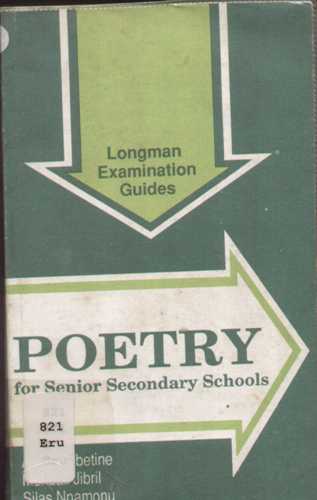 Longman
Examination
Guides
POETRY
for Senior Secondary Schools
821
Eru
Jibril
Silas